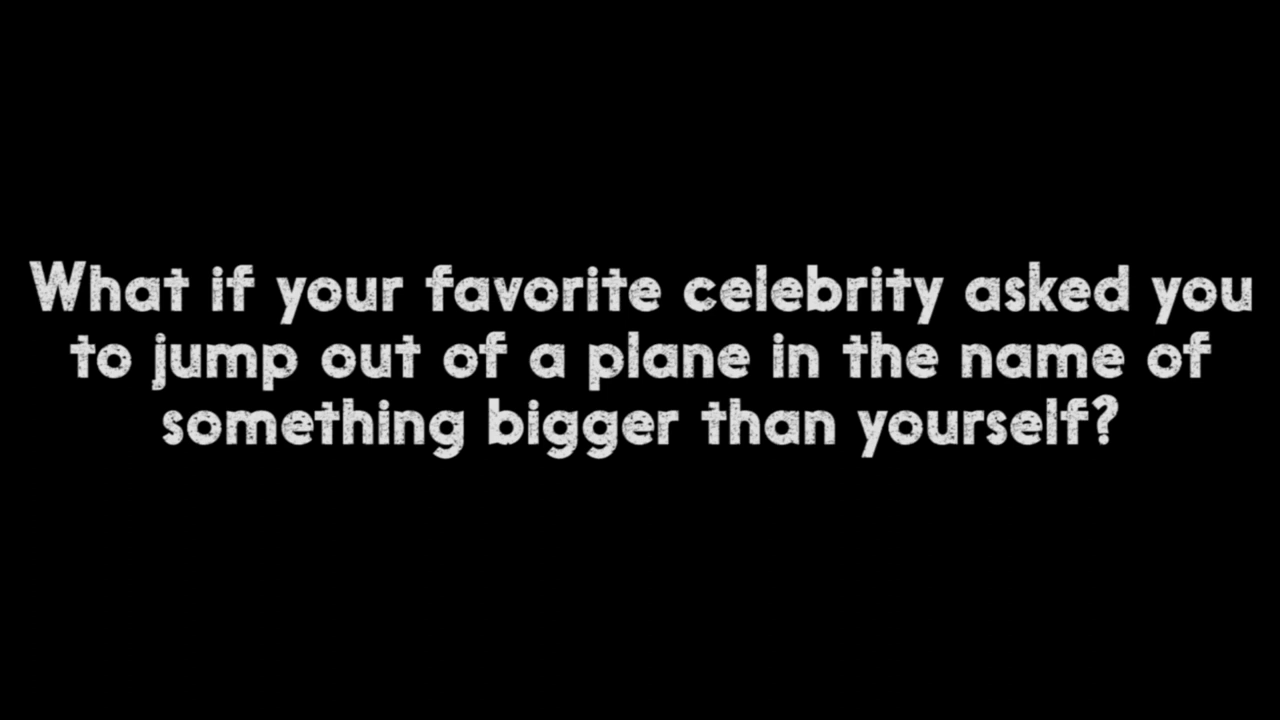 What if your favorite celebrity asked you
to jump out of a plane in the name of
something bigger than yourself?